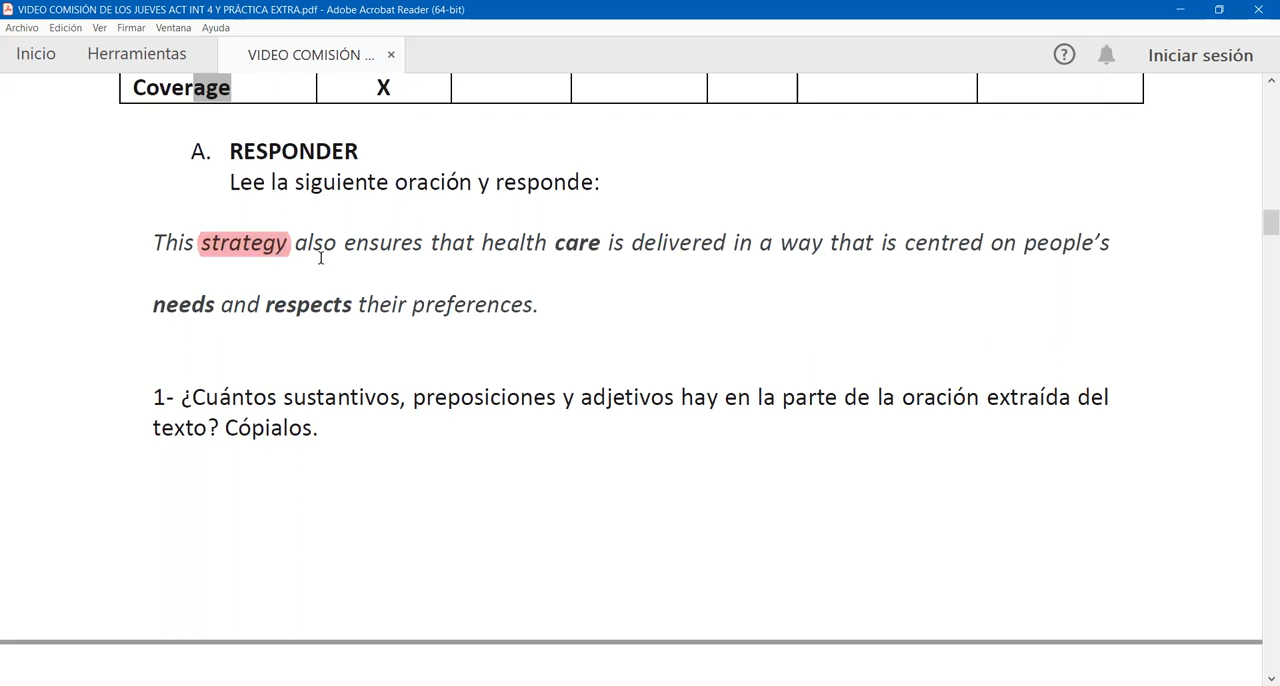 VIDEO COMISIÓN DE LOS JUEVES ACT INT 4 Y PRÁCTICA EXTRA.pdf - Adobe Acrobat Reader (64-bit)
Archivo Edición Ver Firmar Ventana Ayuda
Inicio Herramientas VIDEO COMISIÓN ... × Iniciar sesión
Coverage X
A. RESPONDER
Lee la siguiente oración y responde:
This strategy also ensures that health care is delivered in a way that is centred on people’s
needs and respects their preferences.
1- ¿Cuántos sustantivos, preposiciones y adjetivos hay en la parte de la oración extraída del
texto? Cópialos.